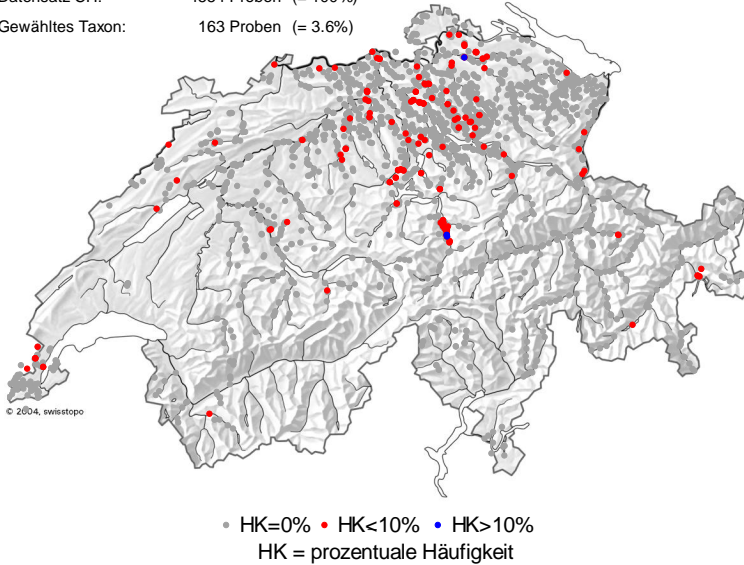 Gewähltes Taxon: 163 Proben (= 3.6%)
© 2004, swisstopo
HK=0% HK<10% HK>10%
HK = prozentuale Häufigkeit